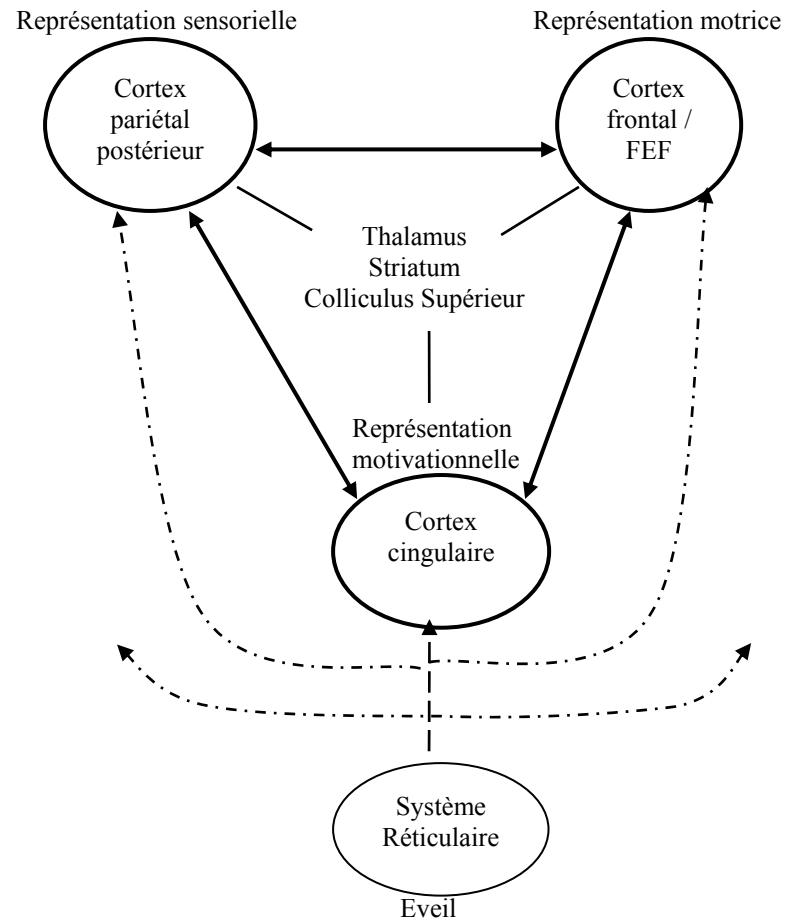 Représentation sensorielle
Représentation motrice
Cortex
pariétal
postérieur
Cortex
frontal /
FEF
Thalamus
Striatum
Colliculus Supérieur
Représentation
motivationnelle
Cortex
cingulaire
Système
Réticulaire
Eveil